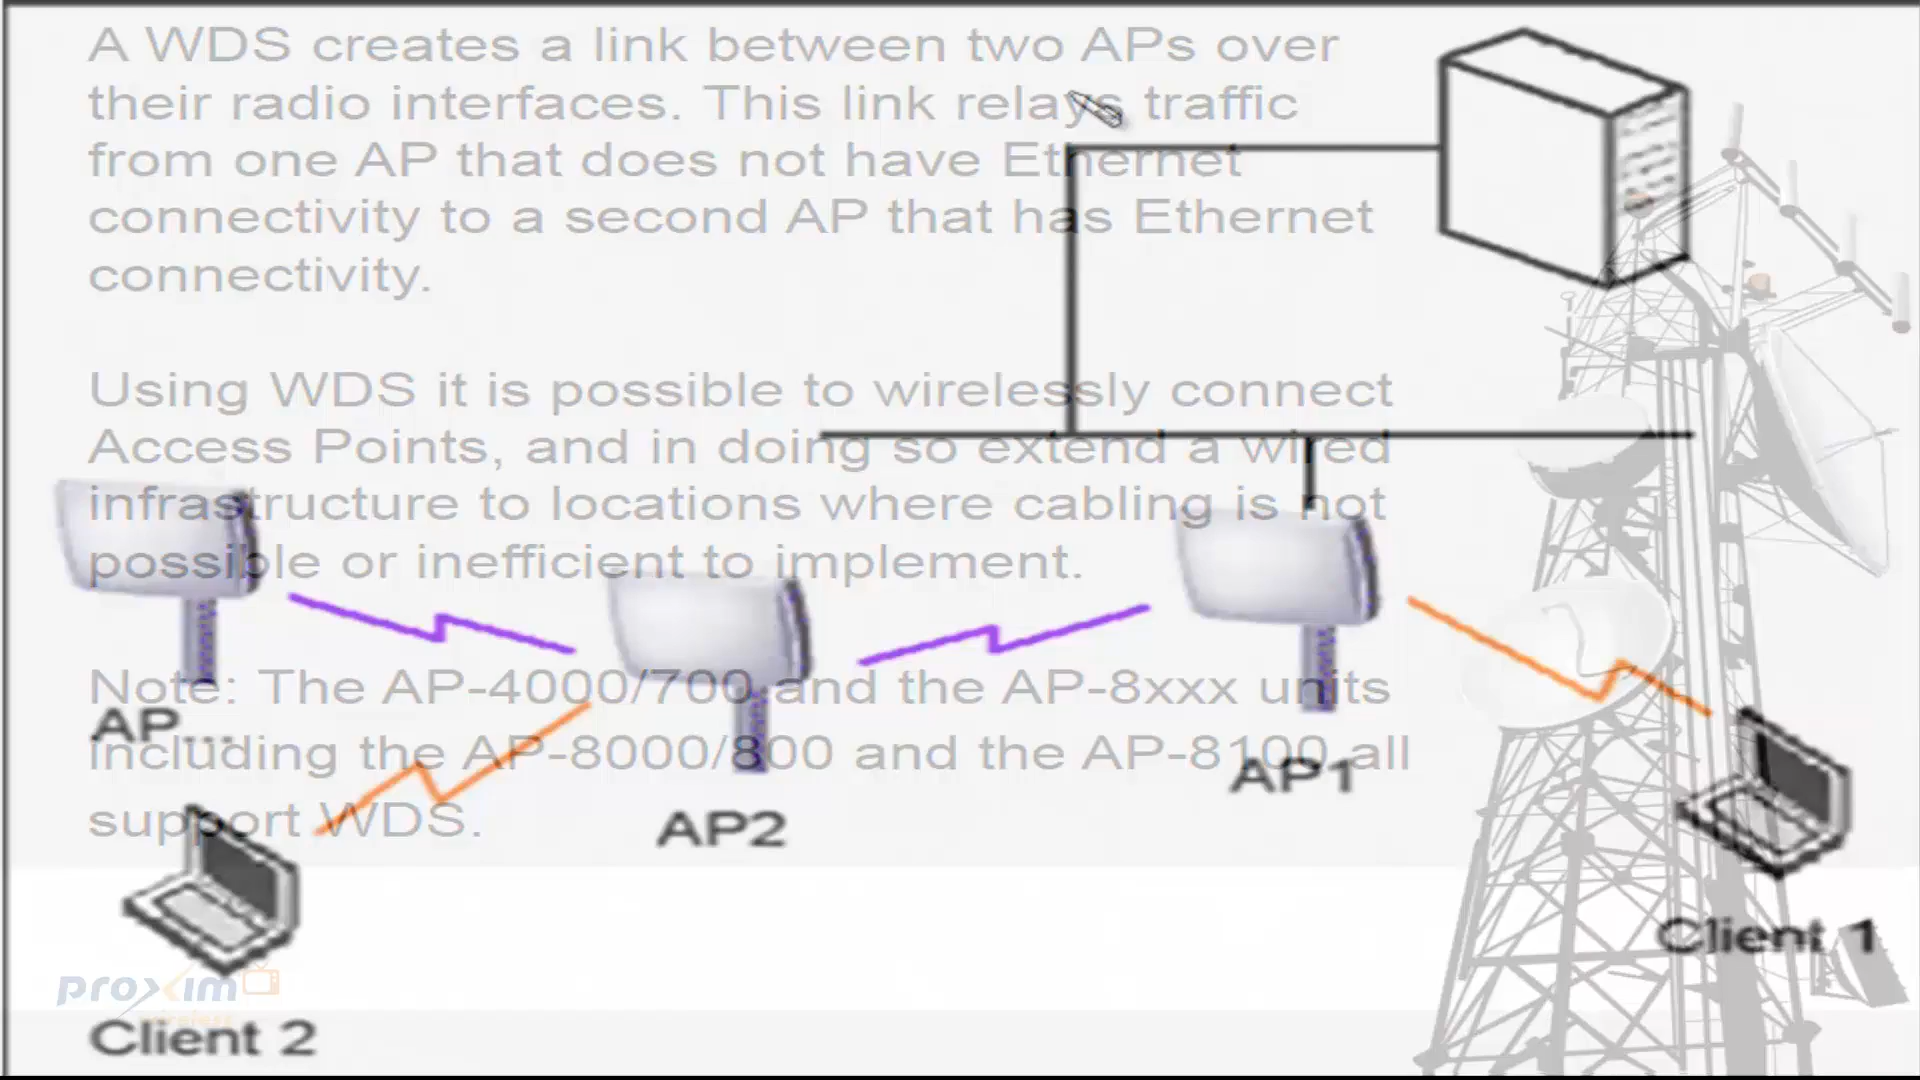 A WDS creates a link between two APs over
their radio interfaces. This link relays traffic
from one AP that does not have Ethernet
connectivity to a second AP that has Ethernet
connectivity.
Using WDS it is possible to wirelessly connect
Access Points, and in doing so extend a wired
infrastructure to locations where cabling is not
possible or inefficient to implement.
Note: The AP-4000/700 and the AP-8xxx units
including the AP-8000/800 and the AP-8100 all
support WDS.
AP...
AP2
AP1
Client 1
Client 2
proxim
wireless